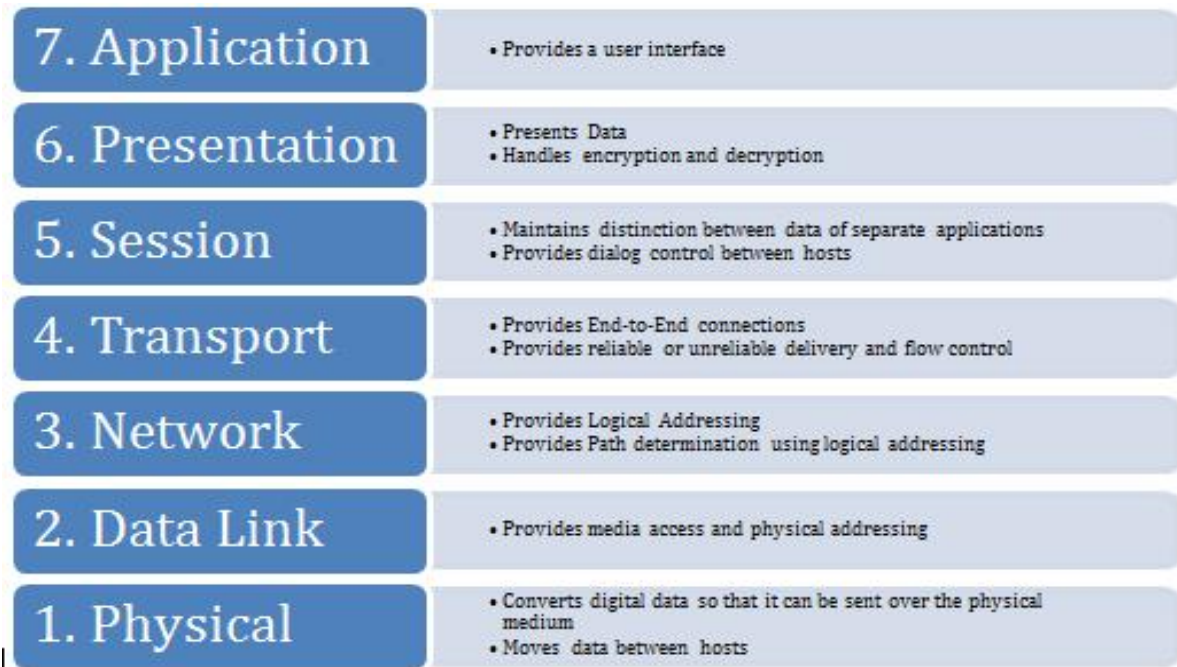 7. Application
• Provides a user interface
6. Presentation
• Presents Data
• Handles encryption and decryption
5. Session
• Maintains distinction between data of separate applications
• Provides dialog control between hosts
4. Transport
• Provides End-to-End connections
• Provides reliable or unreliable delivery and flow control
3. Network
• Provides Logical Addressing
• Provides Path determination using logical addressing
2. Data Link
• Provides media access and physical addressing
1. Physical
• Converts digital data so that it can be sent over the physical
medium
• Moves data between hosts